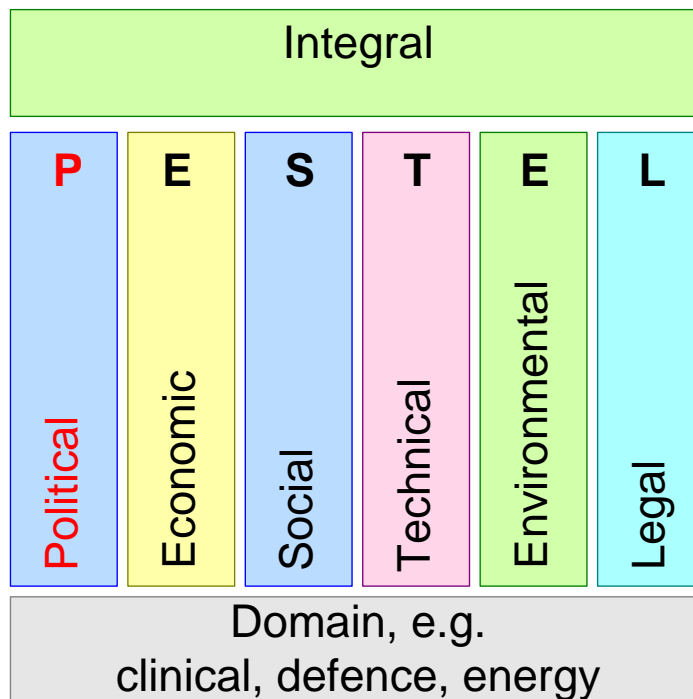 Integral
P E S T E L
Political
Economic
Social
Technical
Environmental
Legal
Domain, e.g.
clinical, defence, energy